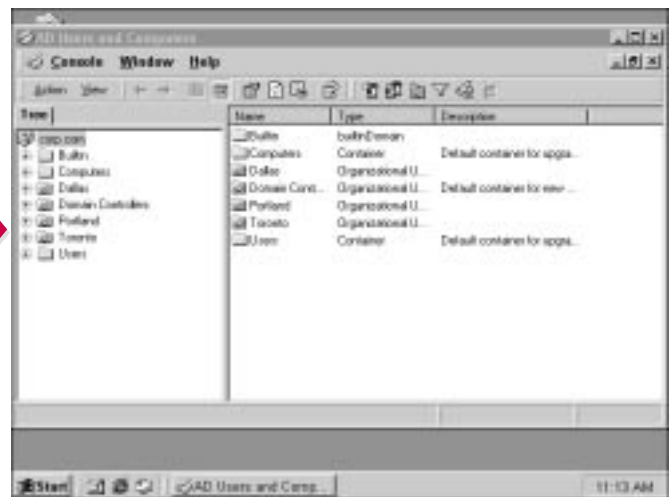 AD Users and Computers
Console Window Help
Action View
Tree
Name Type Description
corp.com
Builtin
Computers
Dallas
Domain Controllers
Portland
Toronto
Users
Builtin builtinDomain
Computers Container Default container for upgra...
Dallas Organizational U...
Domain Cont... Organizational U... Default container for new ...
Portland Organizational U...
Toronto Organizational U...
Users Container Default container for upgra...
Start AD Users and Comp... 11:13 AM